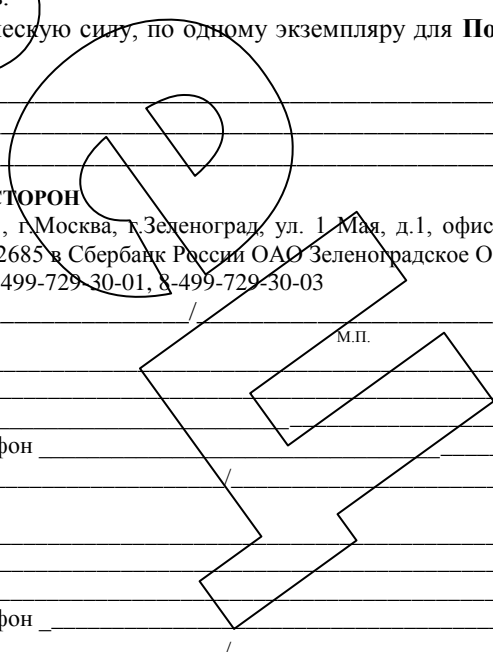 ческую силу, по одному экземпляру для По
СТОРОН
, г.Москва, г.Зеленоград, ул. 1 Мая, д.1, офис
2685 в Сбербанк России ОАО Зеленоградское О
499-729-30-01, 8-499-729-30-03
/
М.П.
фон
/
фон
/